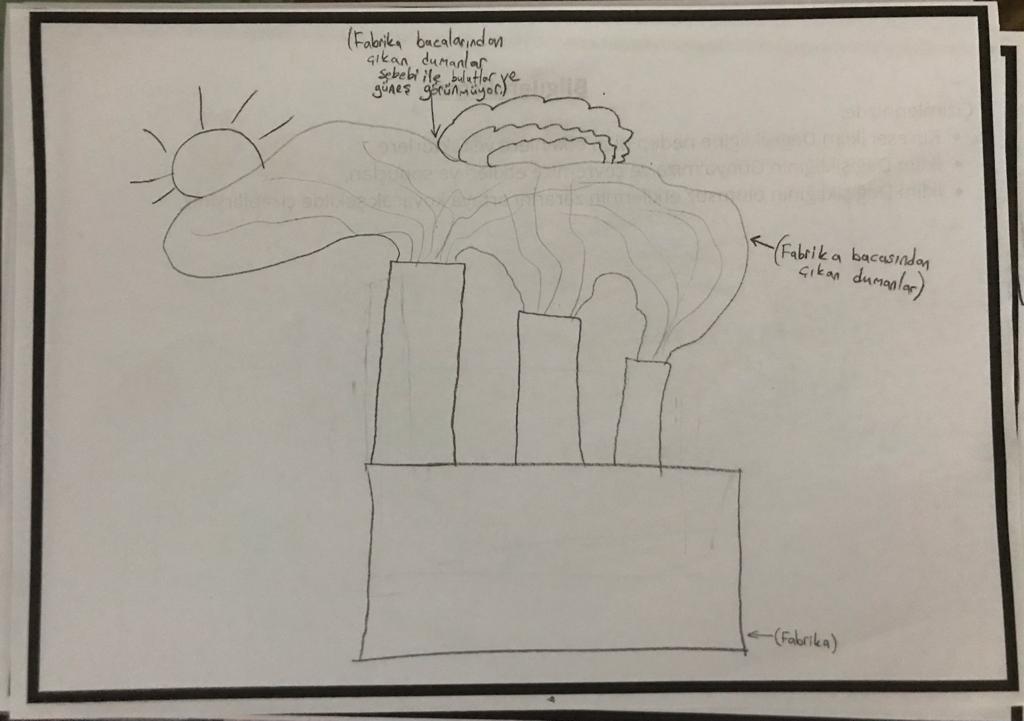 (Fabrika bacalarından
çıkan dumanlar
sebebi ile bulutlar ve
güneş görünmüyor.)
(Fabrika bacasından
çıkan dumanlar)
(Fabrika)